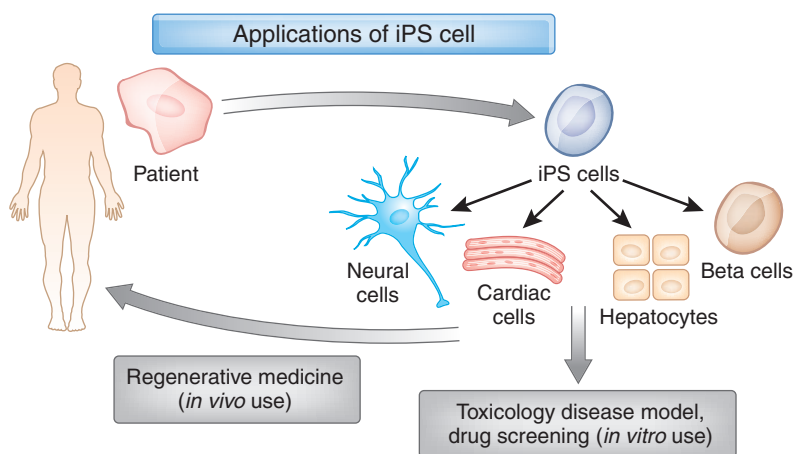 Applications of iPS cell
Patient
iPS cells
Neural
cells
Cardiac
cells
Hepatocytes
Beta cells
Regenerative medicine
(in vivo use)
Toxicology disease model,
drug screening (in vitro use)